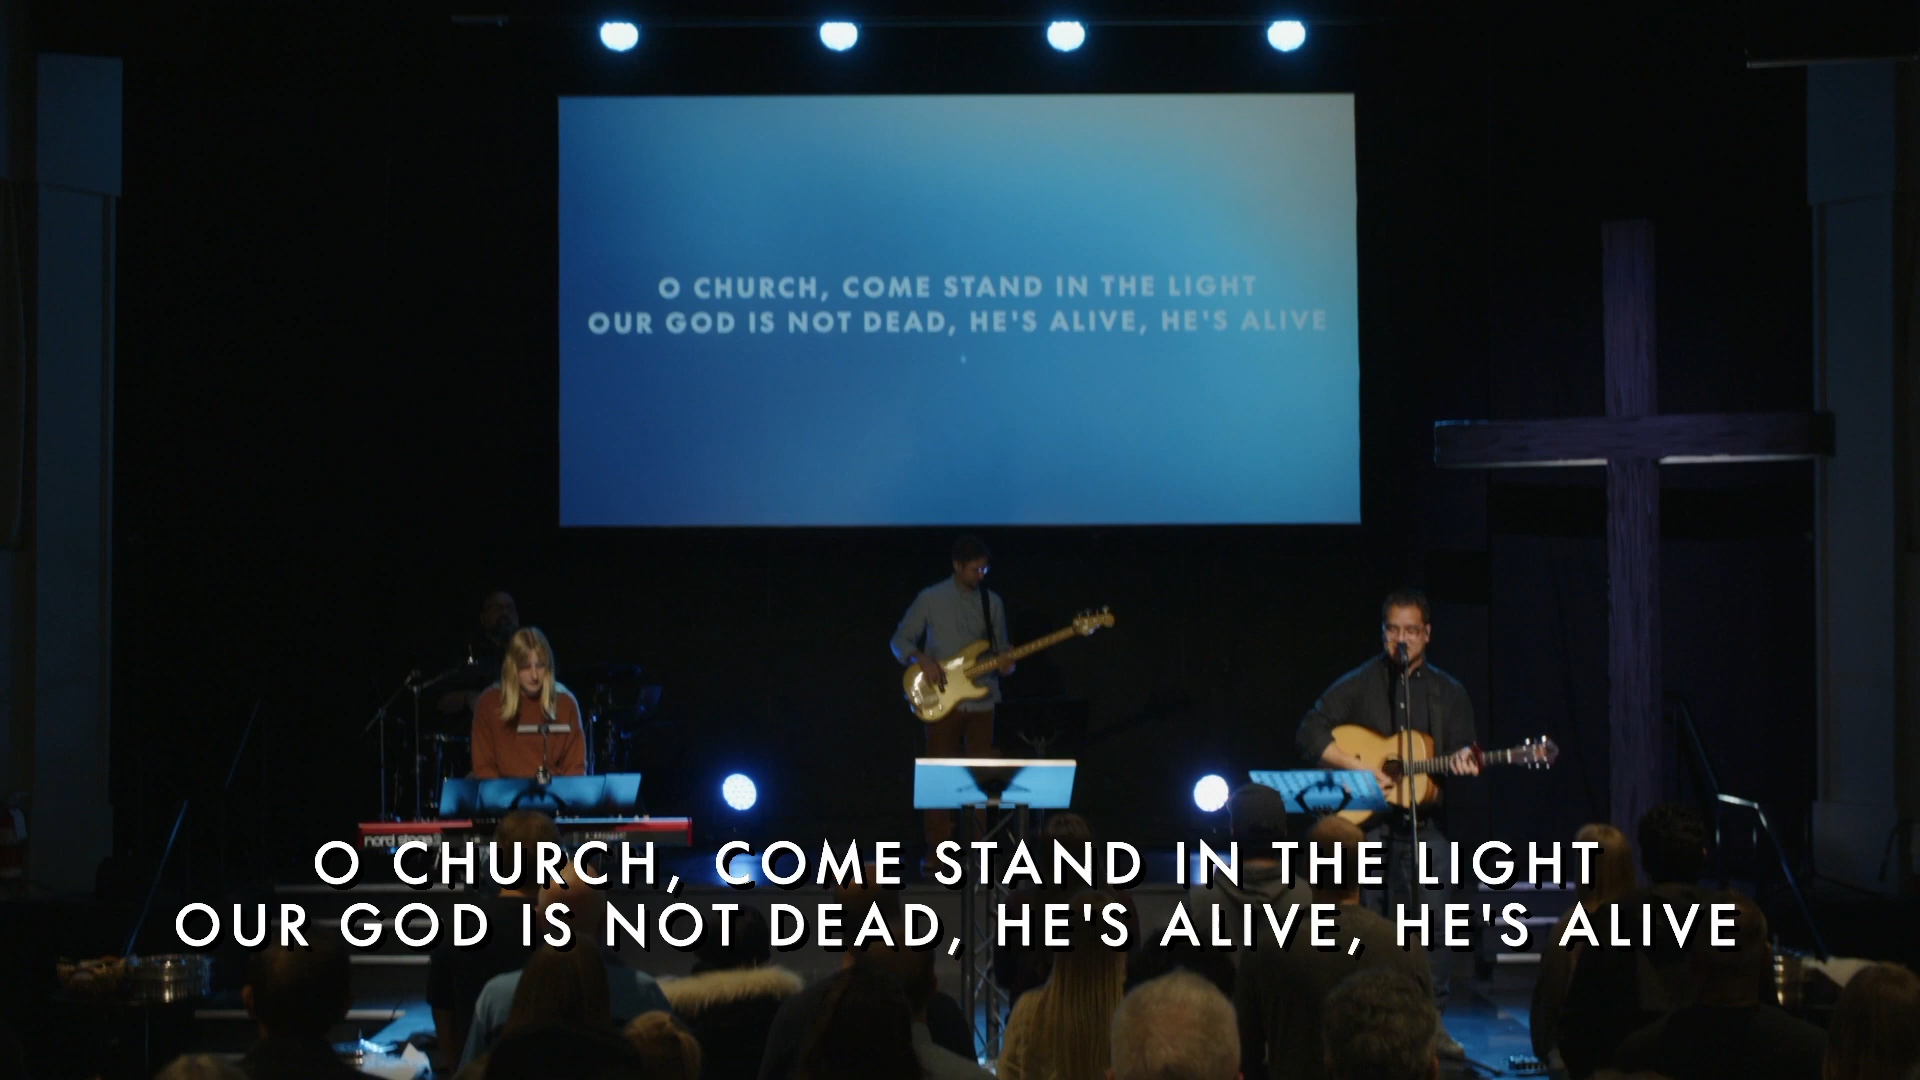 O CHURCH, COME STAND IN THE LIGHT
OUR GOD IS NOT DEAD, HE'S ALIVE, HE'S ALIVE
nord stage
O CHURCH, COME STAND IN THE LIGHT
OUR GOD IS NOT DEAD, HE'S ALIVE, HE'S ALIVE